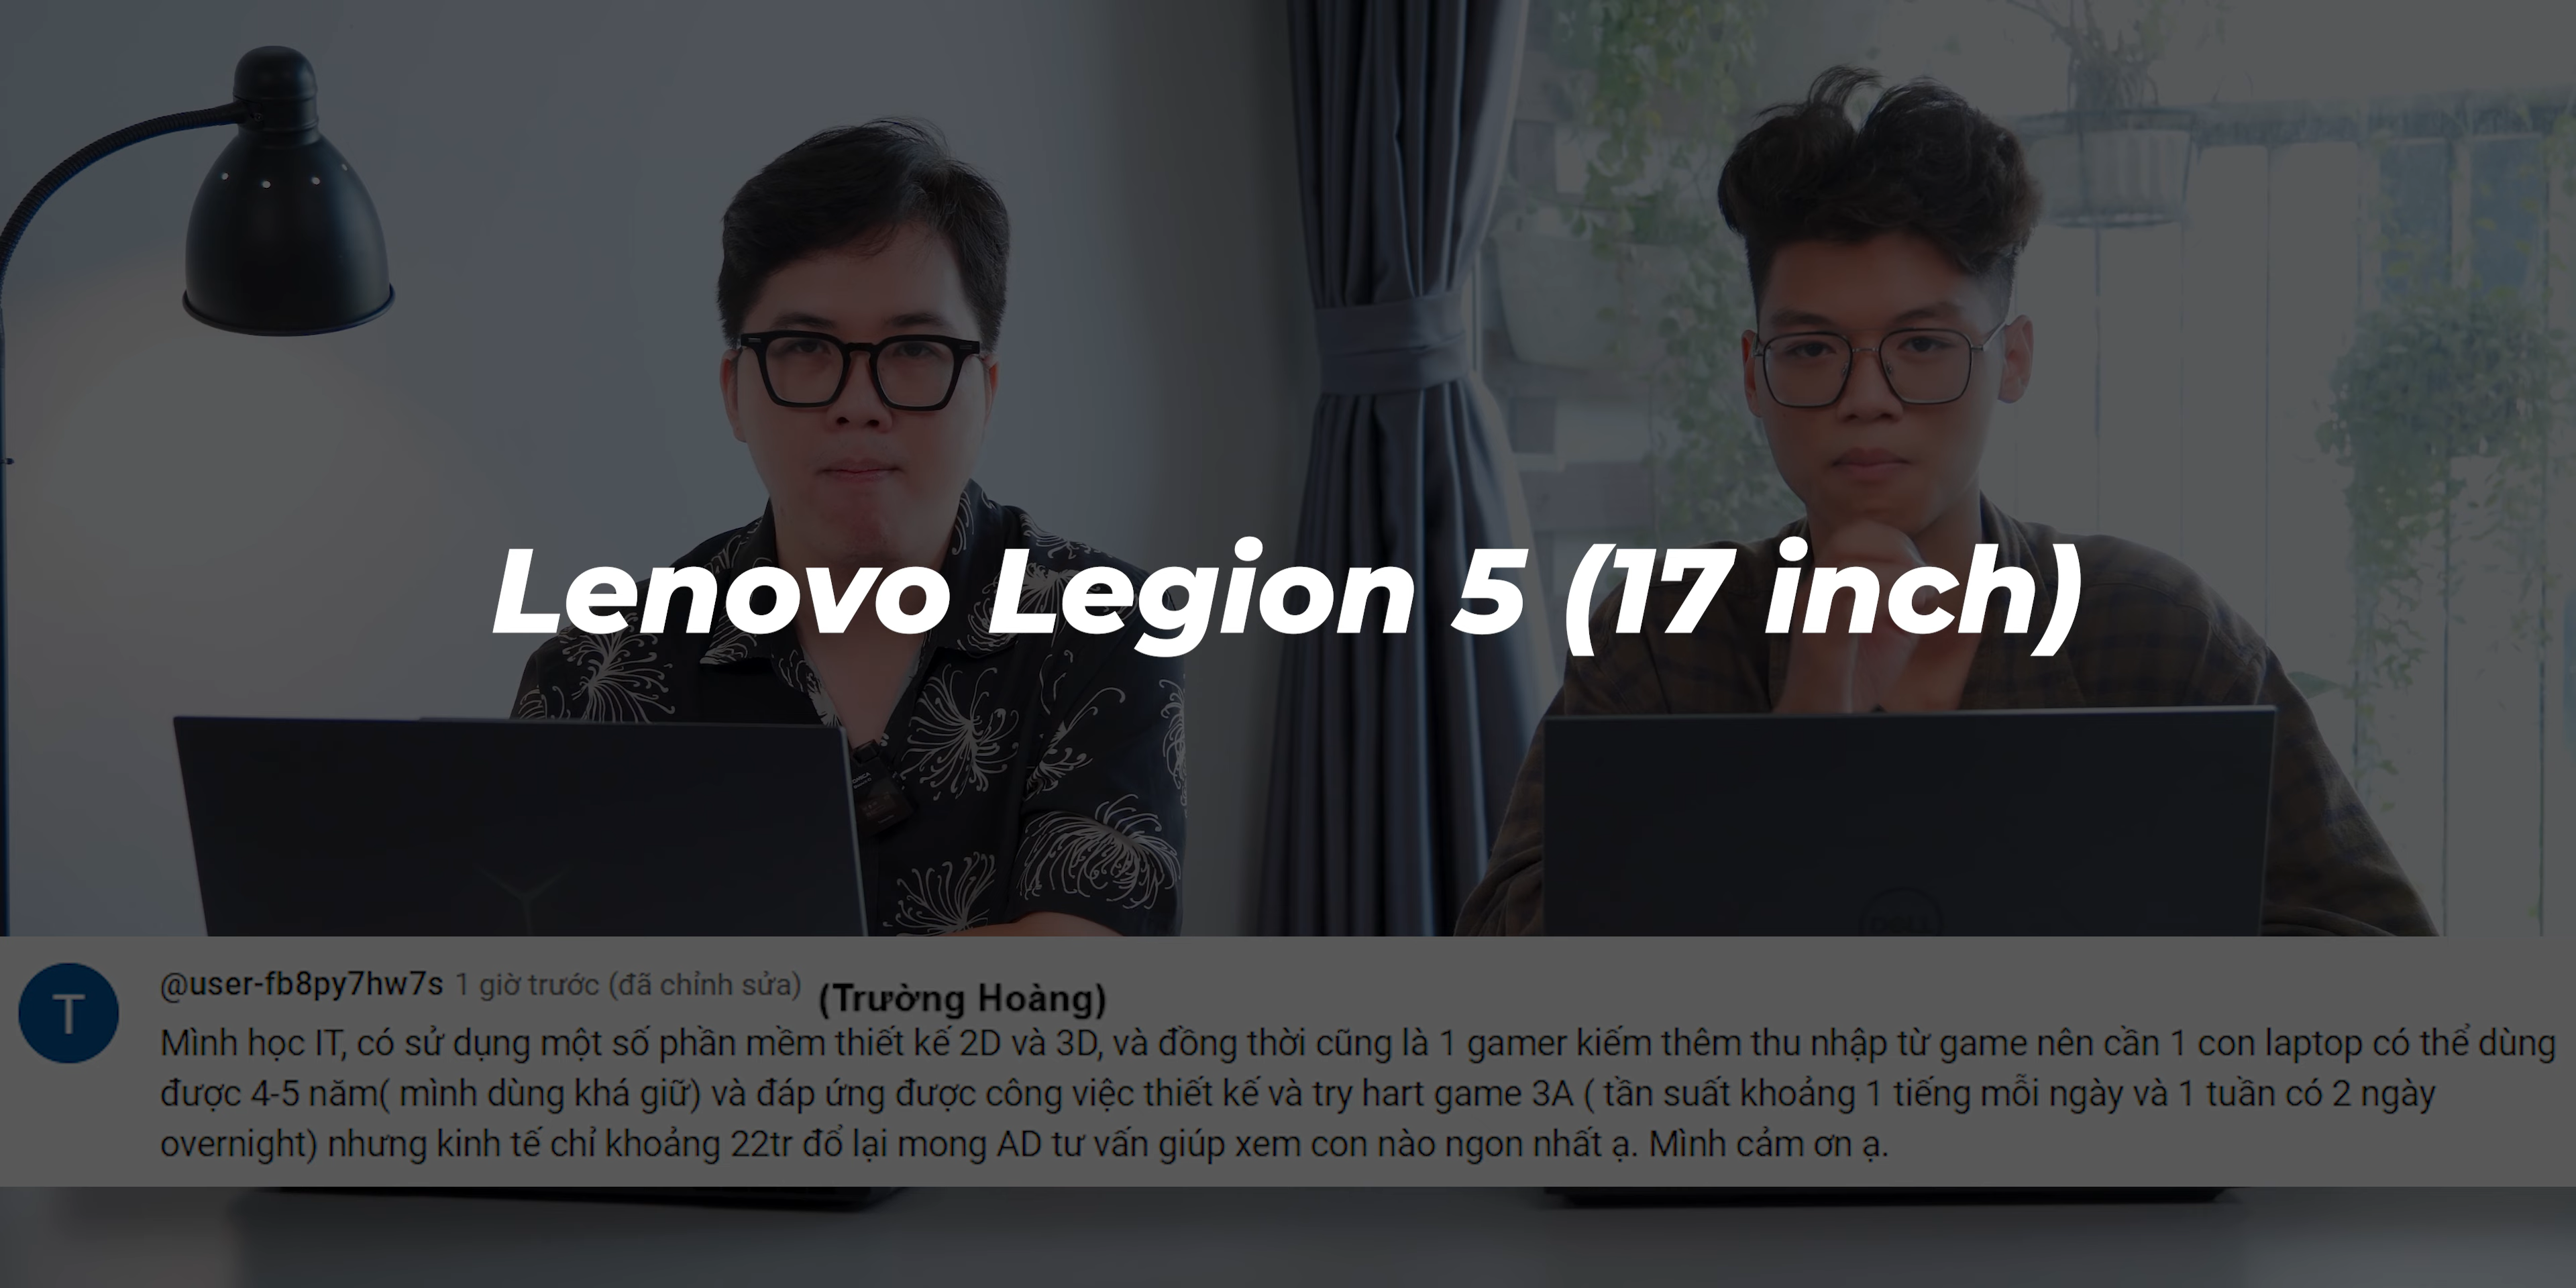 Lenovo Legion 5 (17 inch)
DELL
T
@user-fb8py7hw7s 1 giờ trước (đã chỉnh sửa) (Trường Hoàng)
Mình học IT, có sử dụng một số phần mềm thiết kế 2D và 3D, và đồng thời cũng là 1 gamer kiếm thêm thu nhập từ game nên cần 1 con laptop có thể dùng
được 4-5 năm( mình dùng khá giữ) và đáp ứng được công việc thiết kế và try hart game 3A ( tần suất khoảng 1 tiếng mỗi ngày và 1 tuần có 2 ngày
overnight) nhưng kinh tế chỉ khoảng 22tr đổ lại mong AD tư vấn giúp xem con nào ngon nhất ạ. Mình cảm ơn ạ.